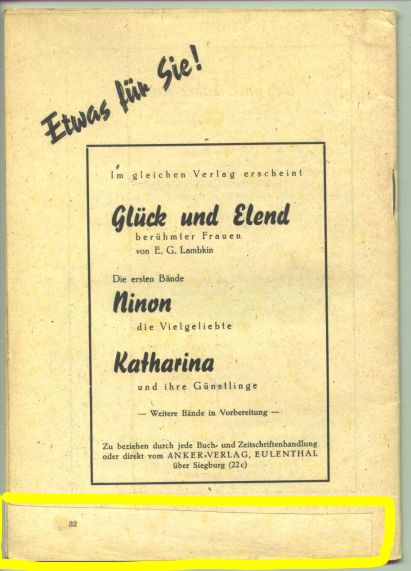 Etwas für Sie!
Im gleichen Verlag erscheint
Glück und Elend
berühmter Frauen
von E. G. Lambkin
Die ersten Bände
Ninon
die Vielgeliebte
Katharina
und ihre Günstlinge
— Weitere Bände in Vorbereitung —
Zu beziehen durch jede Buch- und Zeitschriftenhandlung
oder direkt vom ANKER-VERLAG, EULENTHAL
über Siegburg (22c)
32